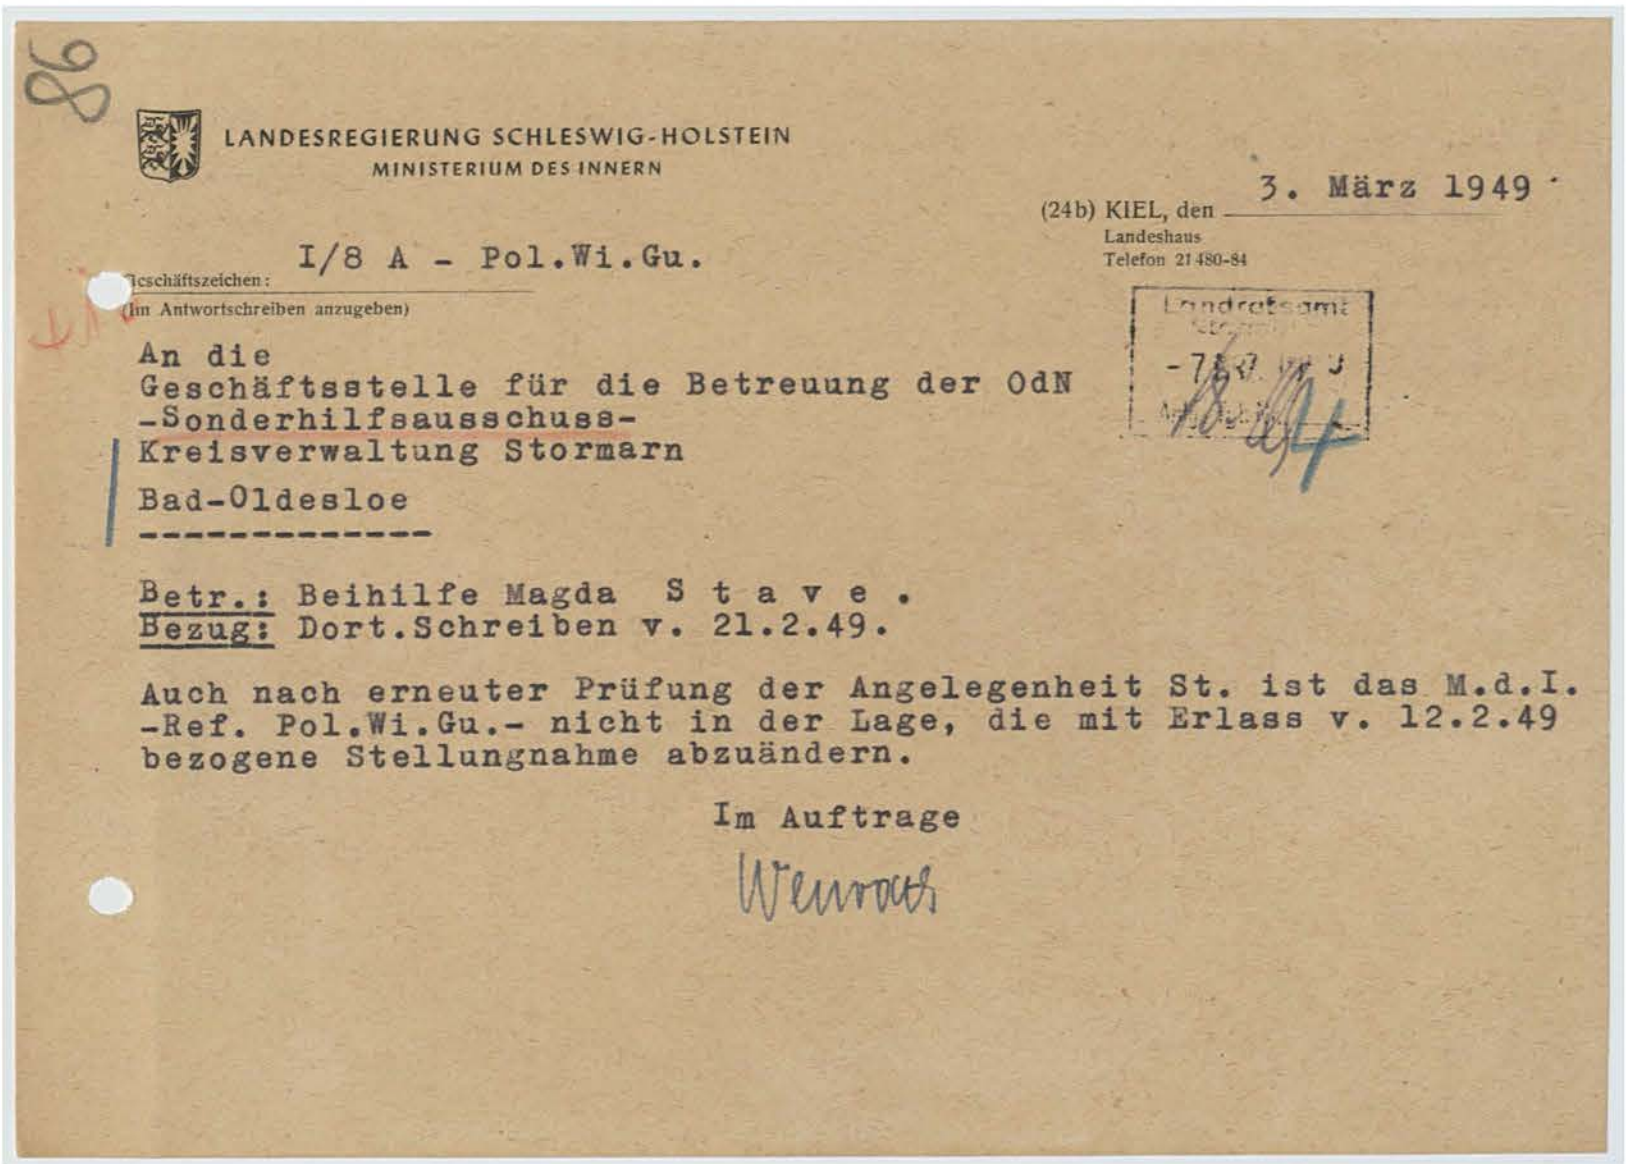 86
LANDESREGIERUNG SCHLESWIG-HOLSTEIN
MINISTERIUM DES INNERN
3. März 1949
(24b) KIEL, den
Landeshaus
Telefon 21480-84
I/8 A - Pol.Wi.Gu.
Geschäftszeichen:
(Im Antwortschreiben anzugeben)
Landratsamt
An die
Geschäftsstelle für die Betreuung der OdN
-Sonderhilfsausschuss-
Kreisverwaltung Stormarn
4
Bad-Oldesloe
-------------
Betr.: Beihilfe Magda S t a v e .
Bezug: Dort.Schreiben v. 21.2.49.
Auch nach erneuter Prüfung der Angelegenheit St. ist das M.d.I.
-Ref. Pol.Wi.Gu.- nicht in der Lage, die mit Erlass v. 12.2.49
bezogene Stellungnahme abzuändern.
Im Auftrage